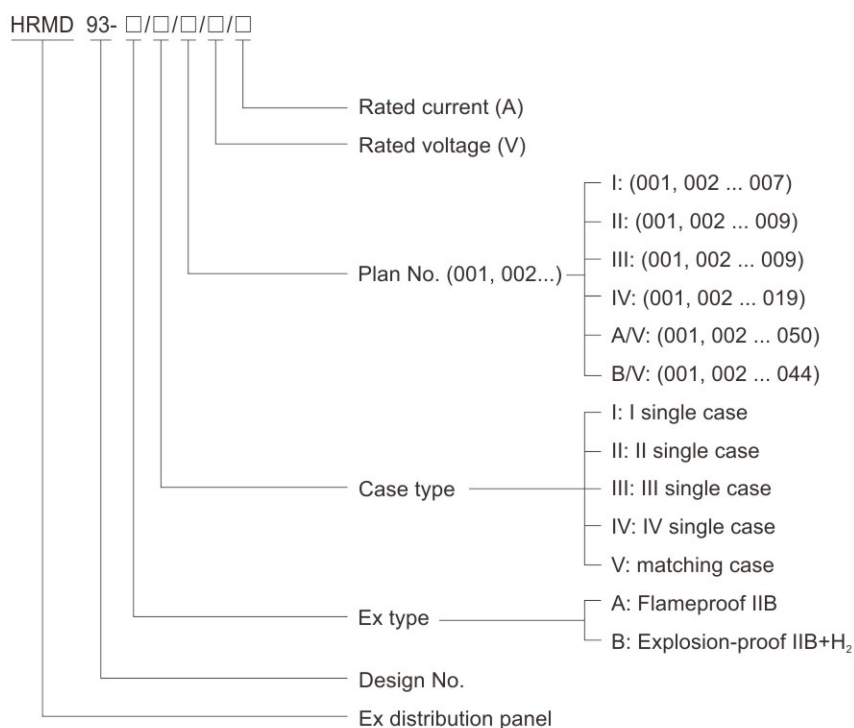 HRMD 93- □/□/□/□/□
Rated current (A)
Rated voltage (V)
Plan No. (001, 002...)
I: (001, 002 ... 007)
II: (001, 002 ... 009)
III: (001, 002 ... 009)
IV: (001, 002 ... 019)
A/V: (001, 002 ... 050)
B/V: (001, 002 ... 044)
Case type
I: I single case
II: II single case
III: III single case
IV: IV single case
V: matching case
Ex type
A: Flameproof IIB
B: Explosion-proof IIB+H₂
Design No.
Ex distribution panel